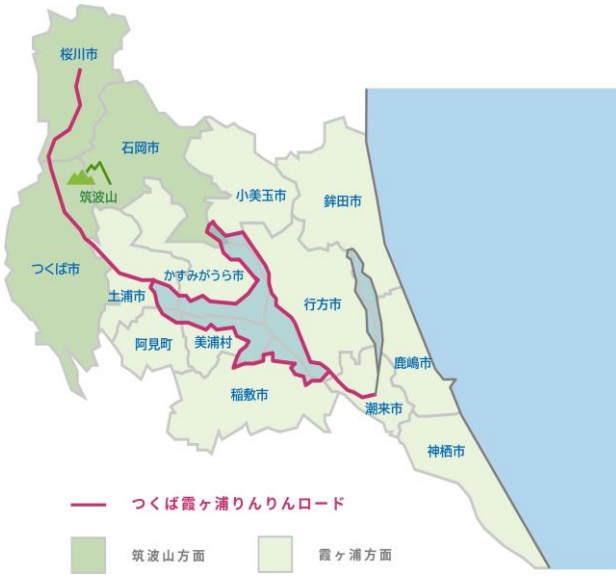 桜川市
石岡市
筑波山
小美玉市
鉾田市
つくば市
かすみがうら市
土浦市
行方市
阿見町
美浦村
鹿嶋市
稲敷市
潮来市
神栖市
つくば霞ヶ浦りんりんロード
筑波山方面
霞ヶ浦方面